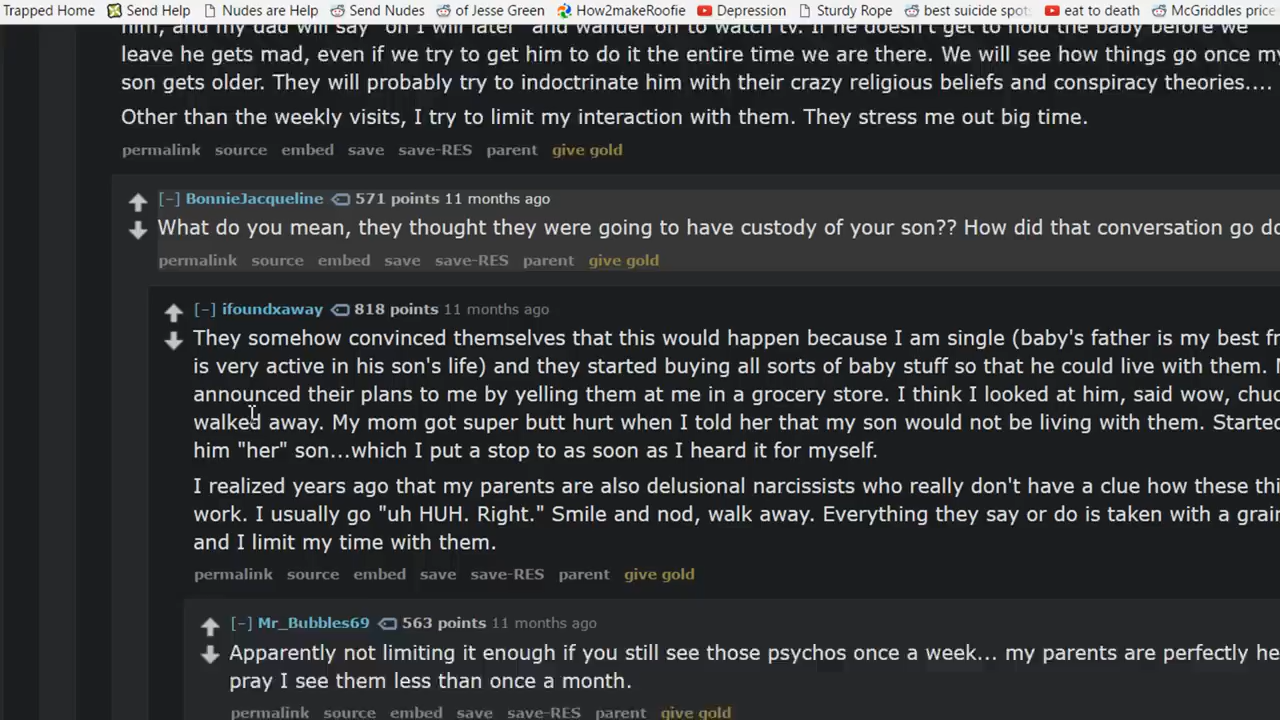 Trapped Home Send Help Nudes are Help Send Nudes of Jesse Green How2makeRoofie Depression Sturdy Rope best suicide spots eat to death McGriddles price
him, and my dad will say "oh I will later" and wander off to watch tv. If he doesn't get to hold the baby before we
leave he gets mad, even if we try to get him to do it the entire time we are there. We will see how things go once my
son gets older. They will probably try to indoctrinate him with their crazy religious beliefs and conspiracy theories....
Other than the weekly visits, I try to limit my interaction with them. They stress me out big time.
permalink source embed save save-RES parent give gold
[–] BonnieJacqueline 571 points 11 months ago
What do you mean, they thought they were going to have custody of your son?? How did that conversation go do
permalink source embed save save-RES parent give gold
[–] ifoundxaway 818 points 11 months ago
They somehow convinced themselves that this would happen because I am single (baby's father is my best fr
is very active in his son's life) and they started buying all sorts of baby stuff so that he could live with them.
announced their plans to me by yelling them at me in a grocery store. I think I looked at him, said wow, chuc
walked away. My mom got super butt hurt when I told her that my son would not be living with them. Started
him "her" son...which I put a stop to as soon as I heard it for myself.
I realized years ago that my parents are also delusional narcissists who really don't have a clue how these thi
work. I usually go "uh HUH. Right." Smile and nod, walk away. Everything they say or do is taken with a grain
and I limit my time with them.
permalink source embed save save-RES parent give gold
[–] Mr_Bubbles69 563 points 11 months ago
Apparently not limiting it enough if you still see those psychos once a week... my parents are perfectly he
pray I see them less than once a month.
permalink source embed save save-RES parent give gold